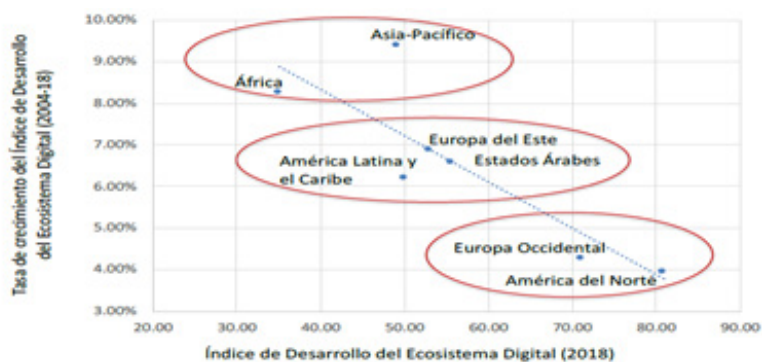 Tasa de crecimiento del Índice de Desarrollo
del Ecosistema Digital (2004-18)
10.00%
9.00%
8.00%
7.00%
6.00%
5.00%
4.00%
3.00%
Asia-Pacífico
África
Europa del Este
América Latina y
el Caribe
Estados Árabes
Europa Occidental
América del Norte
20.00 30.00 40.00 50.00 60.00 70.00 80.00 90.00
Índice de Desarrollo del Ecosistema Digital (2018)